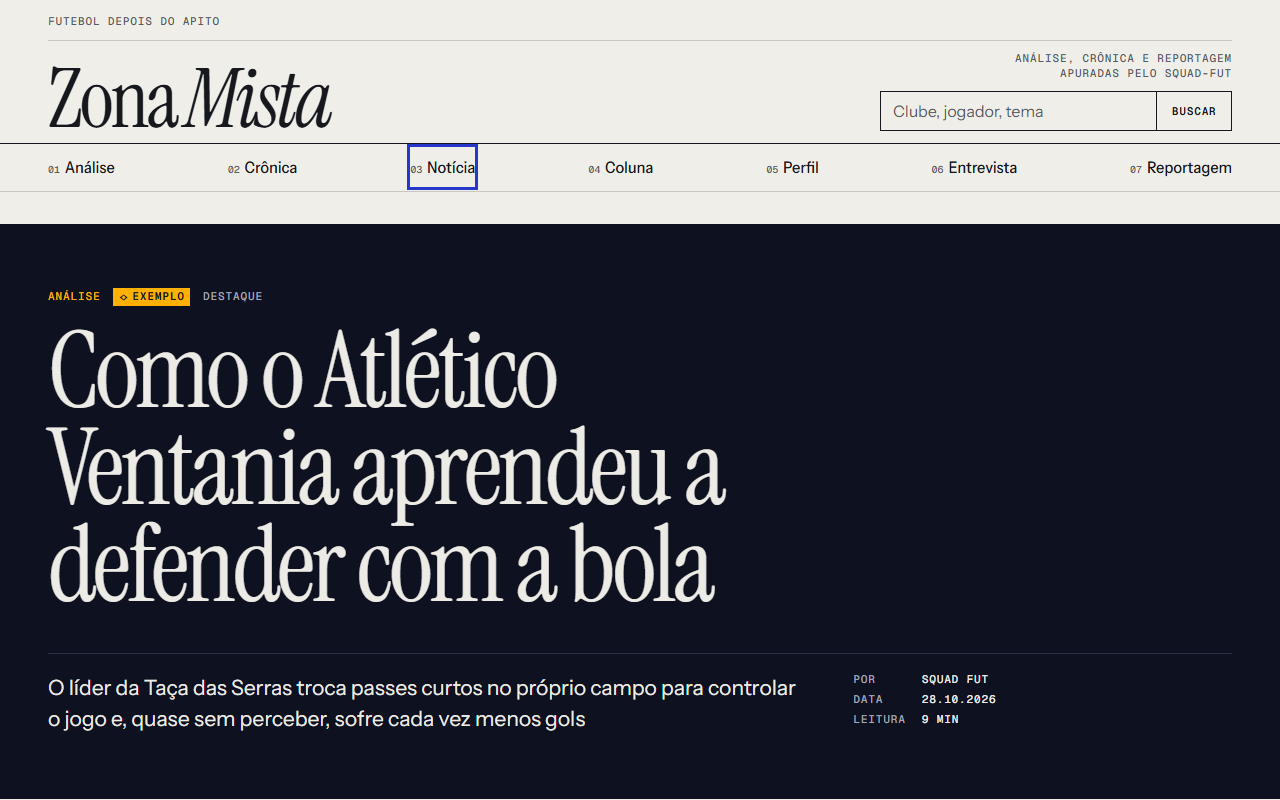 FUTEBOL DEPOIS DO APITO
Zona Mista
ANÁLISE, CRÔNICA E REPORTAGEM
APURADAS PELO SQUAD-FUT
Clube, jogador, tema
BUSCAR
01 Análise
02 Crônica
03 Notícia
04 Coluna
05 Perfil
06 Entrevista
07 Reportagem
ANÁLISE EXEMPLO DESTAQUE
Como o Atlético
Ventania aprendeu a
defender com a bola
O líder da Taça das Serras troca passes curtos no próprio campo para controlar
o jogo e, quase sem perceber, sofre cada vez menos gols
POR SQUAD FUT
DATA 28.10.2026
LEITURA 9 MIN